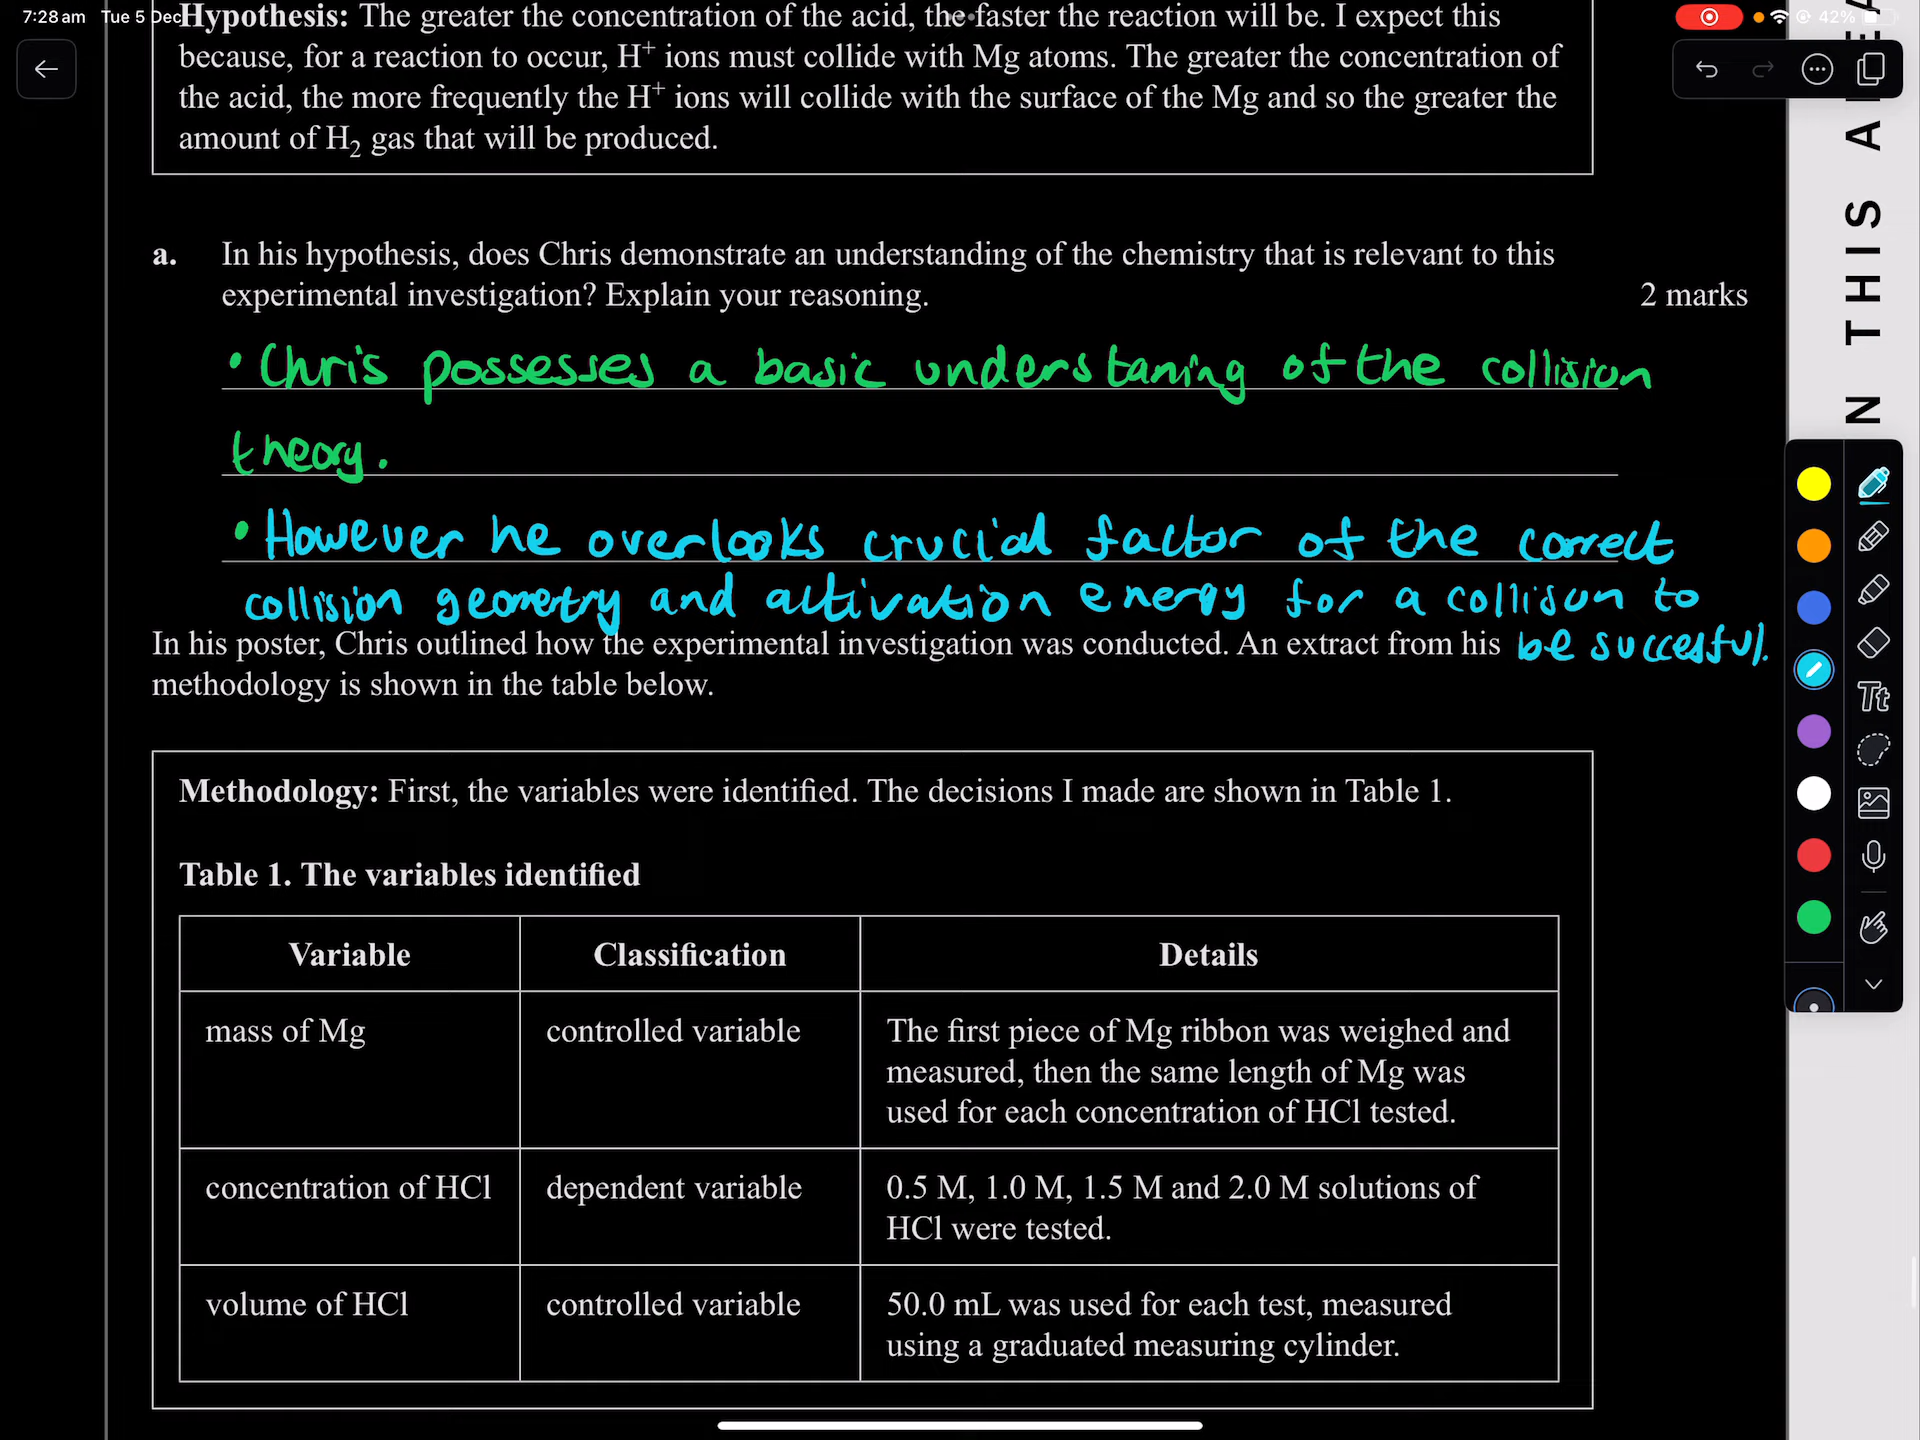 7:28 am Tue 5 Dec
42%
Hypothesis: The greater the concentration of the acid, the faster the reaction will be. I expect this
because, for a reaction to occur, H⁺ ions must collide with Mg atoms. The greater the concentration of
the acid, the more frequently the H⁺ ions will collide with the surface of the Mg and so the greater the
amount of H₂ gas that will be produced.
a. In his hypothesis, does Chris demonstrate an understanding of the chemistry that is relevant to this
experimental investigation? Explain your reasoning. 2 marks
• Chris possesses a basic understaning of the collision
theory.
• However he overlooks crucial factor of the correct
collision geometry and activation energy for a collison to
be succesful.
In his poster, Chris outlined how the experimental investigation was conducted. An extract from his
methodology is shown in the table below.
Methodology: First, the variables were identified. The decisions I made are shown in Table 1.
Table 1. The variables identified
Variable Classification Details
mass of Mg controlled variable The first piece of Mg ribbon was weighed and
measured, then the same length of Mg was
used for each concentration of HCl tested.
concentration of HCl dependent variable 0.5 M, 1.0 M, 1.5 M and 2.0 M solutions of
HCl were tested.
volume of HCl controlled variable 50.0 mL was used for each test, measured
using a graduated measuring cylinder.
N THIS A
Tt